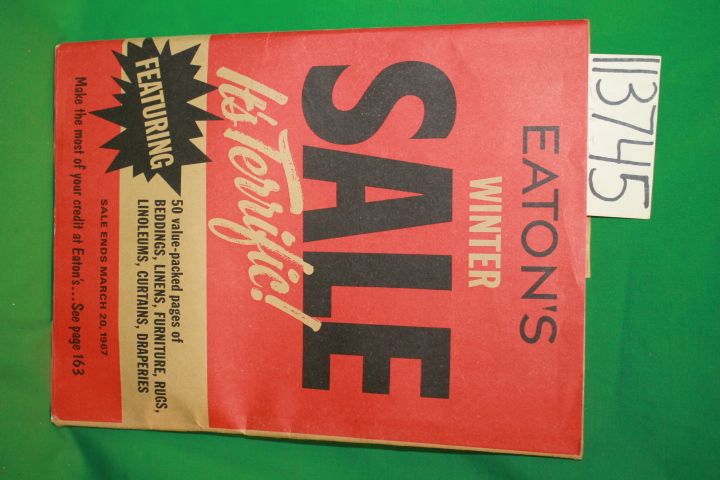 EATON'S
WINTER
SALE
It's Terrific!
FEATURING
50 value-packed pages of
BEDDINGS, LINENS, FURNITURE, RUGS,
LINOLEUMS, CURTAINS, DRAPERIES
SALE ENDS MARCH 20, 1967
Make the most of your credit at Eaton's...See page 163
113745